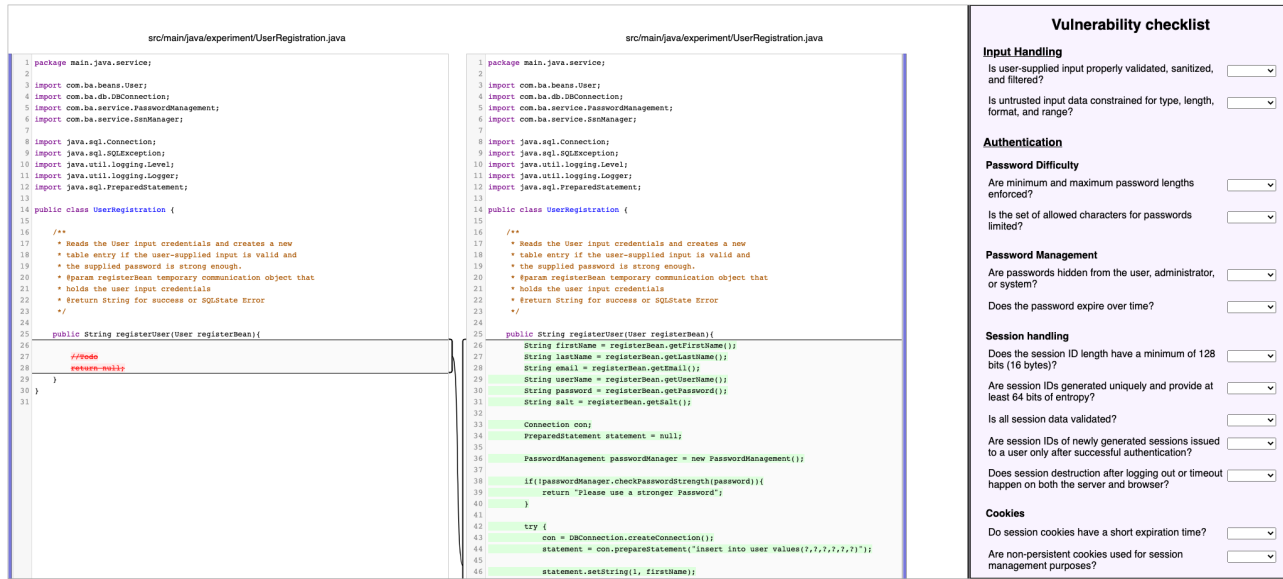 src/main/java/experiment/UserRegistration.java
1 package main.java.service;
2
3 import com.ba.beans.User;
4 import com.ba.db.DBConnection;
5 import com.ba.service.PasswordManagement;
6 import com.ba.service.SsnManager;
7
8 import java.sql.Connection;
9 import java.sql.SQLException;
10 import java.util.logging.Level;
11 import java.util.logging.Logger;
12 import java.sql.PreparedStatement;
13
14 public class UserRegistration {
15
16 /**
17 * Reads the User input credentials and creates a new
18 * table entry if the user-supplied input is valid and
19 * the supplied password is strong enough.
20 * @param registerBean temporary communication object that
21 * holds the user input credentials
22 * @return String for success or SQLState Error
23 */
24
25 public String registerUser(User registerBean){
26
27 //Todo
28 return null;
29 }
30 }
31
src/main/java/experiment/UserRegistration.java
1 package main.java.service;
2
3 import com.ba.beans.User;
4 import com.ba.db.DBConnection;
5 import com.ba.service.PasswordManagement;
6 import com.ba.service.SsnManager;
7
8 import java.sql.Connection;
9 import java.sql.SQLException;
10 import java.util.logging.Level;
11 import java.util.logging.Logger;
12 import java.sql.PreparedStatement;
13
14 public class UserRegistration {
15
16 /**
17 * Reads the User input credentials and creates a new
18 * table entry if the user-supplied input is valid and
19 * the supplied password is strong enough.
20 * @param registerBean temporary communication object that
21 * holds the user input credentials
22 * @return String for success or SQLState Error
23 */
24
25 public String registerUser(User registerBean){
26 String firstName = registerBean.getFirstName();
27 String lastName = registerBean.getLastName();
28 String email = registerBean.getEmail();
29 String userName = registerBean.getUserName();
30 String password = registerBean.getPassword();
31 String salt = registerBean.getSalt();
32
33 Connection con;
34 PreparedStatement statement = null;
35
36 PasswordManagement passwordManager = new PasswordManagement();
37
38 if(!passwordManager.checkPasswordStrength(password)){
39 return "Please use a stronger Password";
40 }
41
42 try {
43 con = DBConnection.createConnection();
44 statement = con.prepareStatement("insert into user values(?,?,?,?,?,?)");
45
46 statement.setString(1, firstName);
Vulnerability checklist
Input Handling
Is user-supplied input properly validated, sanitized,
and filtered?
Is untrusted input data constrained for type, length,
format, and range?
Authentication
Password Difficulty
Are minimum and maximum password lengths
enforced?
Is the set of allowed characters for passwords
limited?
Password Management
Are passwords hidden from the user, administrator,
or system?
Does the password expire over time?
Session handling
Does the session ID length have a minimum of 128
bits (16 bytes)?
Are session IDs generated uniquely and provide at
least 64 bits of entropy?
Is all session data validated?
Are session IDs of newly generated sessions issued
to a user only after successful authentication?
Does session destruction after logging out or timeout
happen on both the server and browser?
Cookies
Do session cookies have a short expiration time?
Are non-persistent cookies used for session
management purposes?